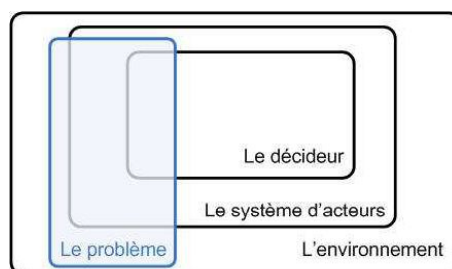 Le décideur
Le système d'acteurs
Le problème
L'environnement